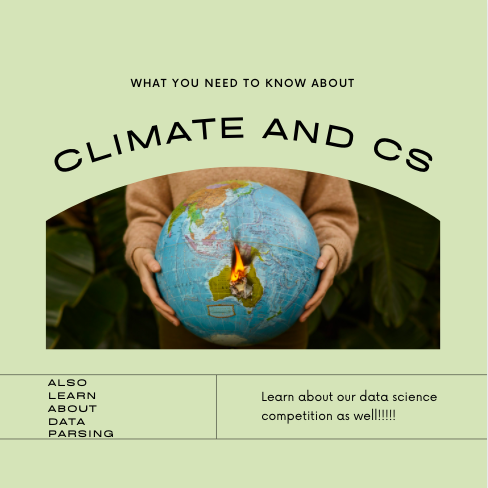 WHAT YOU NEED TO KNOW ABOUT
CLIMATE AND CS
ALSO
LEARN
ABOUT
DATA
PARSING
Learn about our data science
competition as well!!!!!